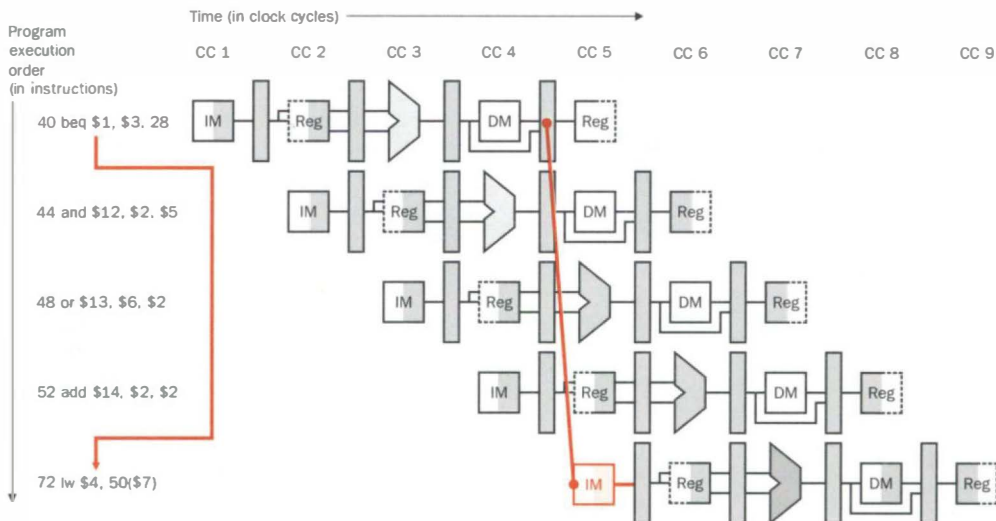 Time (in clock cycles)
Program
execution
order
(in instructions)
CC 1 CC 2 CC 3 CC 4 CC 5 CC 6 CC 7 CC 8 CC 9
40 beq $1, $3. 28
IM Reg DM Reg
44 and $12, $2, $5
IM Reg DM Reg
48 or $13, $6, $2
IM Reg DM Reg
52 add $14, $2, $2
IM Reg DM Reg
72 lw $4, 50($7)
IM Reg DM Reg